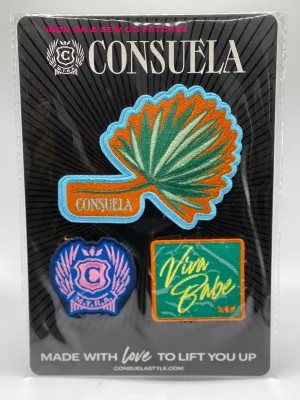 IRON ON & SEW ON PATCHES
CONSUELA
C
CONSUELA
C
M.T.R.A.
Viva
Babe
MADE WITH love TO LIFT YOU UP
CONSUELASTYLE.COM